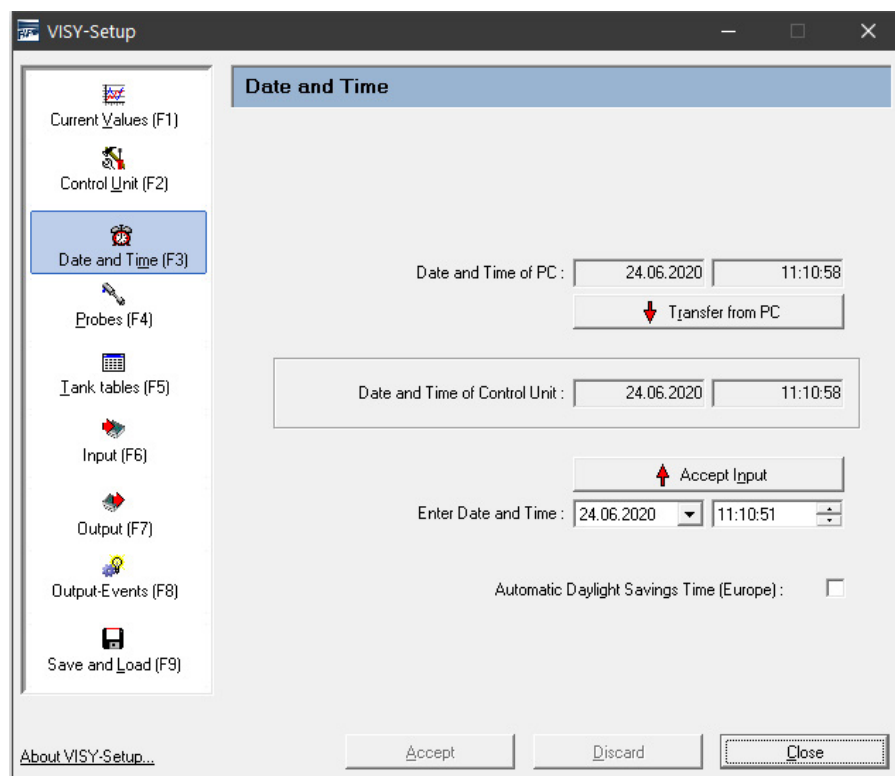 VISY-Setup
Current Values (F1)
Control Unit (F2)
Date and Time (F3)
Probes (F4)
Tank tables (F5)
Input (F6)
Output (F7)
Output-Events (F8)
Save and Load (F9)
About VISY-Setup...
Date and Time
Date and Time of PC : 24.06.2020 11:10:58
Transfer from PC
Date and Time of Control Unit : 24.06.2020 11:10:58
Accept Input
Enter Date and Time : 24.06.2020 11:10:51
Automatic Daylight Savings Time (Europe) :
Accept Discard Close